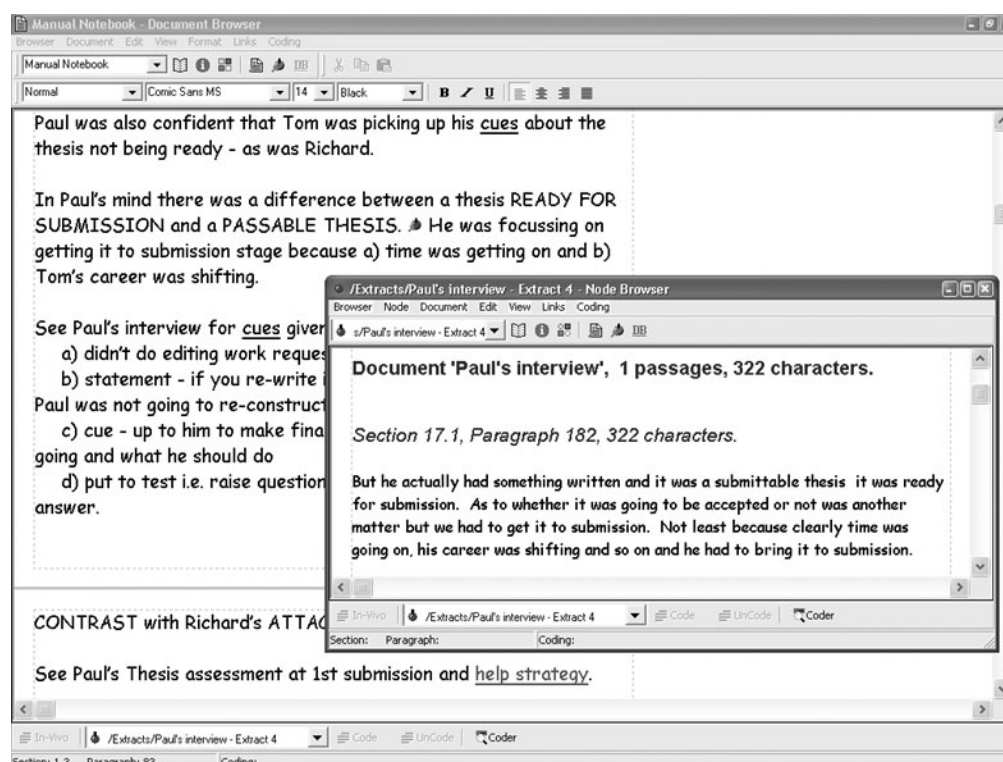 Manual Notebook - Document Browser
Browser Document Edit View Format Links Coding
Manual Notebook DB
Normal Comic Sans MS 14 Black B I U
Paul was also confident that Tom was picking up his cues about the
thesis not being ready - as was Richard.
In Paul's mind there was a difference between a thesis READY FOR
SUBMISSION and a PASSABLE THESIS. He was focussing on
getting it to submission stage because a) time was getting on and b)
Tom's career was shifting.
See Paul's interview for cues given
a) didn't do editing work reques
b) statement - if you re-write i
Paul was not going to re-construct
c) cue - up to him to make fina
going and what he should do
d) put to test i.e. raise question
answer.
CONTRAST with Richard's ATTAC
See Paul's Thesis assessment at 1st submission and help strategy.
In-Vivo /Extracts/Paul's interview - Extract 4 Code UnCode Coder
Section: 1.3 Paragraph: 83 Coding:
/Extracts/Paul's interview - Extract 4 - Node Browser
Browser Node Document Edit View Links Coding
s/Paul's interview - Extract 4 DB
Document 'Paul's interview', 1 passages, 322 characters.
Section 17.1, Paragraph 182, 322 characters.
But he actually had something written and it was a submittable thesis it was ready
for submission. As to whether it was going to be accepted or not was another
matter but we had to get it to submission. Not least because clearly time was
going on, his career was shifting and so on and he had to bring it to submission.
In-Vivo /Extracts/Paul's interview - Extract 4 Code UnCode Coder
Section: Paragraph: Coding: